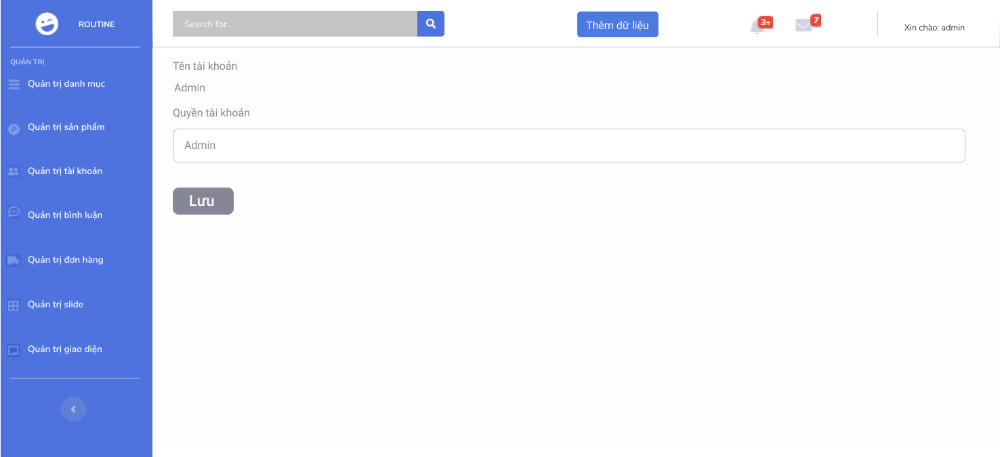 ROUTINE
Search for...
Thêm dữ liệu
3+
7
Xin chào: admin
QUẢN TRỊ
Quản trị danh mục
Quản trị sản phẩm
Quản trị tài khoản
Quản trị bình luận
Quản trị đơn hàng
Quản trị slide
Quản trị giao diện
Tên tài khoản
Admin
Quyền tài khoản
Admin
Lưu